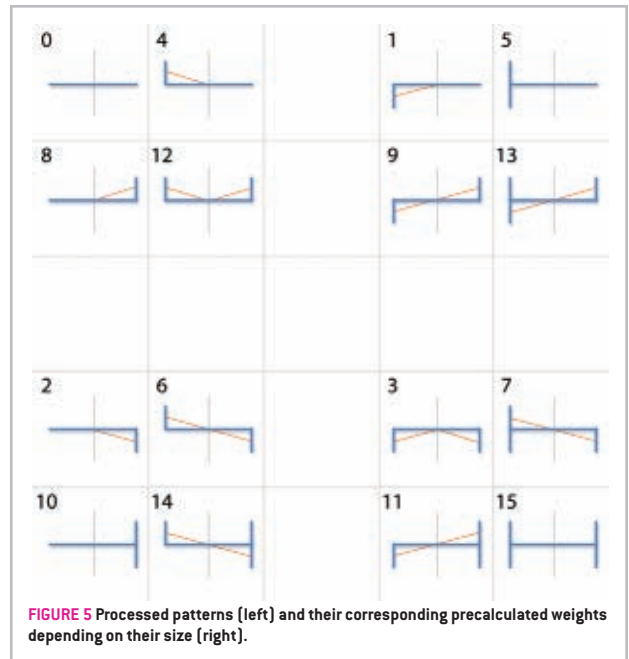 0 4 1 5
8 12 9 13
2 6 3 7
10 14 11 15
FIGURE 5 Processed patterns (left) and their corresponding precalculated weights
depending on their size (right).